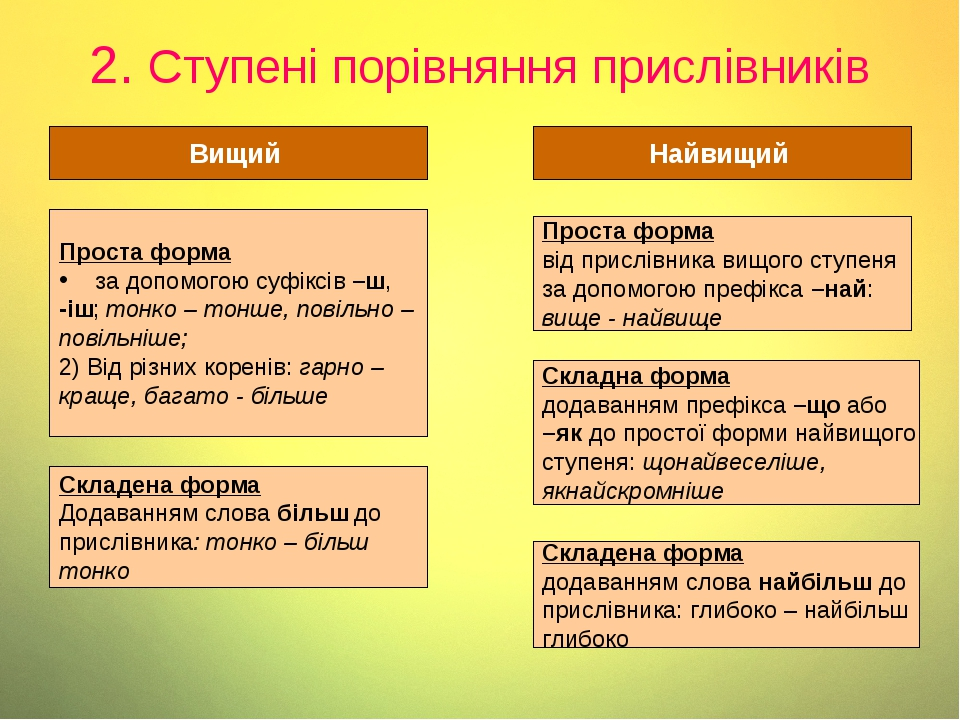 2. Ступені порівняння прислівників
Вищий
Проста форма
• за допомогою суфіксів –ш,
-іш; тонко – тонше, повільно –
повільніше;
2) Від різних коренів: гарно –
краще, багато - більше
Складена форма
Додаванням слова більш до
прислівника: тонко – більш
тонко
Найвищий
Проста форма
від прислівника вищого ступеня
за допомогою префікса –най:
вище - найвище
Складна форма
додаванням префікса –що або
–як до простої форми найвищого
ступеня: щонайвеселіше,
якнайскромніше
Складена форма
додаванням слова найбільш до
прислівника: глибоко – найбільш
глибоко